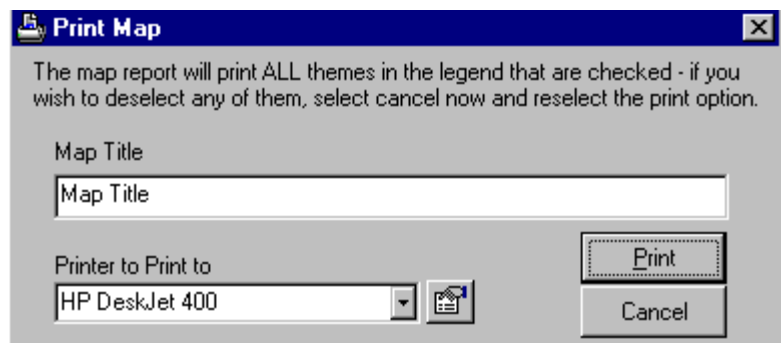 Print Map
The map report will print ALL themes in the legend that are checked - if you
wish to deselect any of them, select cancel now and reselect the print option.
Map Title
Map Title
Printer to Print to
HP DeskJet 400
Print
Cancel